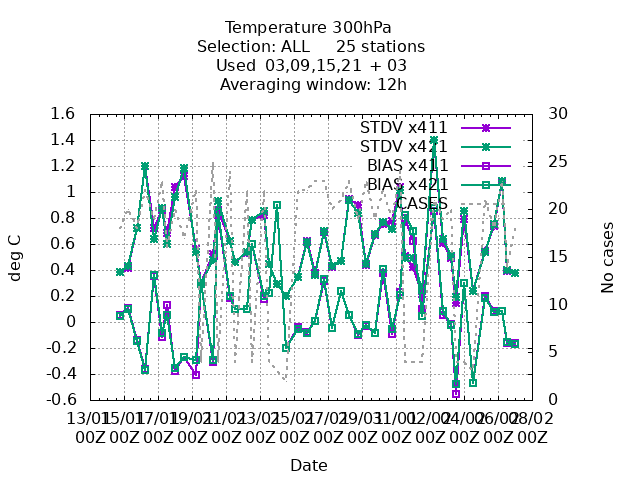 Temperature 300hPa
Selection: ALL 25 stations
Used 03,09,15,21 + 03
Averaging window: 12h
deg C
No cases
1.6
1.4
1.2
1
0.8
0.6
0.4
0.2
0
-0.2
-0.4
-0.6
30
25
20
15
10
5
0
STDV x411
STDV x421
BIAS x411
BIAS x421
CASES
13/01 15/01 17/01 19/01 21/01 23/01 25/01 27/01 29/01 31/01 02/02 24/02 26/02 28/02
00Z 00Z 00Z 00Z 00Z 00Z 00Z 00Z 00Z 00Z 00Z 00Z 00Z 00Z
Date